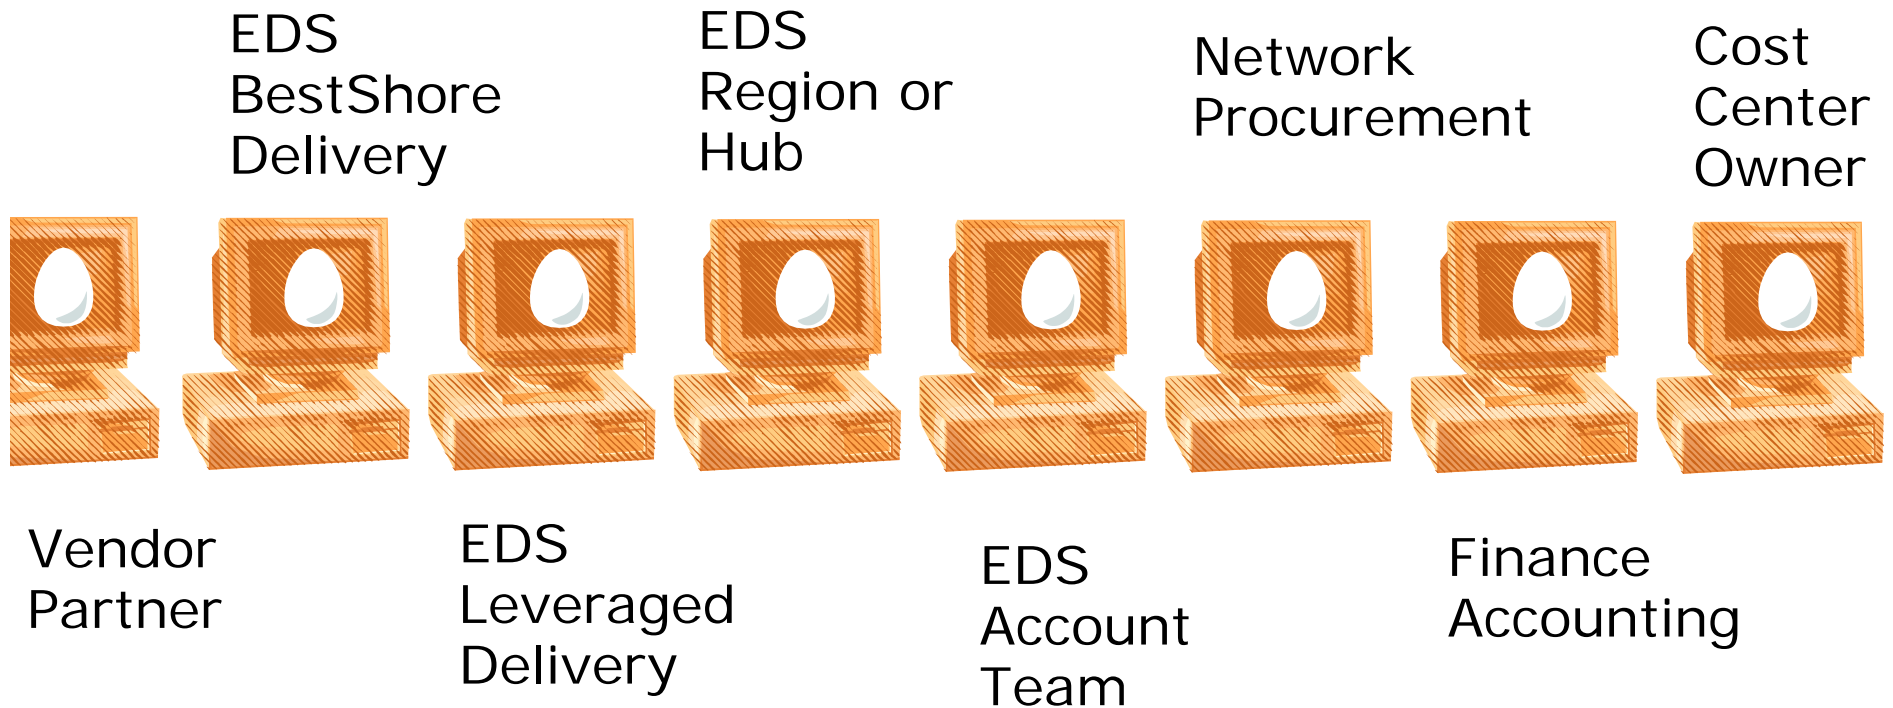 EDS
BestShore
Delivery
EDS
Region or
Hub
Network
Procurement
Cost
Center
Owner
Vendor
Partner
EDS
Leveraged
Delivery
EDS
Account
Team
Finance
Accounting